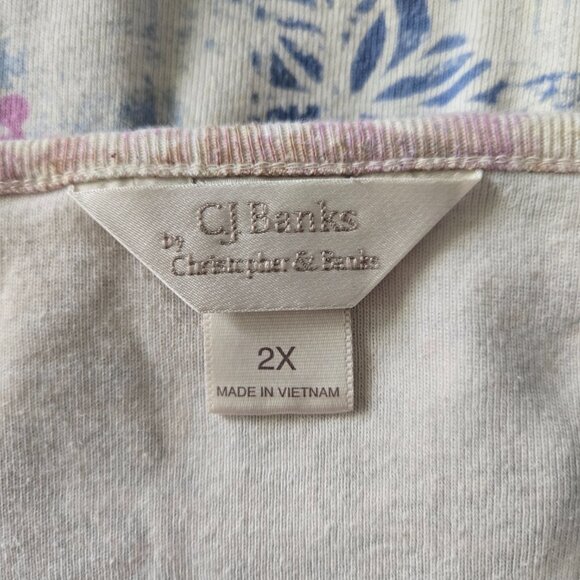 CJ Banks
by Christopher & Banks
2X
MADE IN VIETNAM